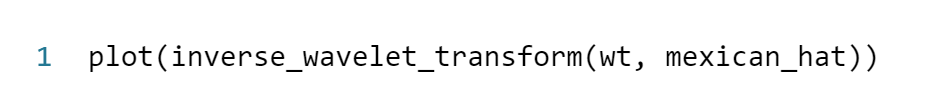 1 plot(inverse_wavelet_transform(wt, mexican_hat))